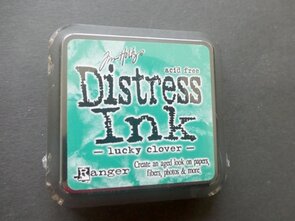 Tim Holtz
acid free
Distress
Ink
– lucky clover –
Ranger
Create an aged look on papers,
fibers, photos & more!